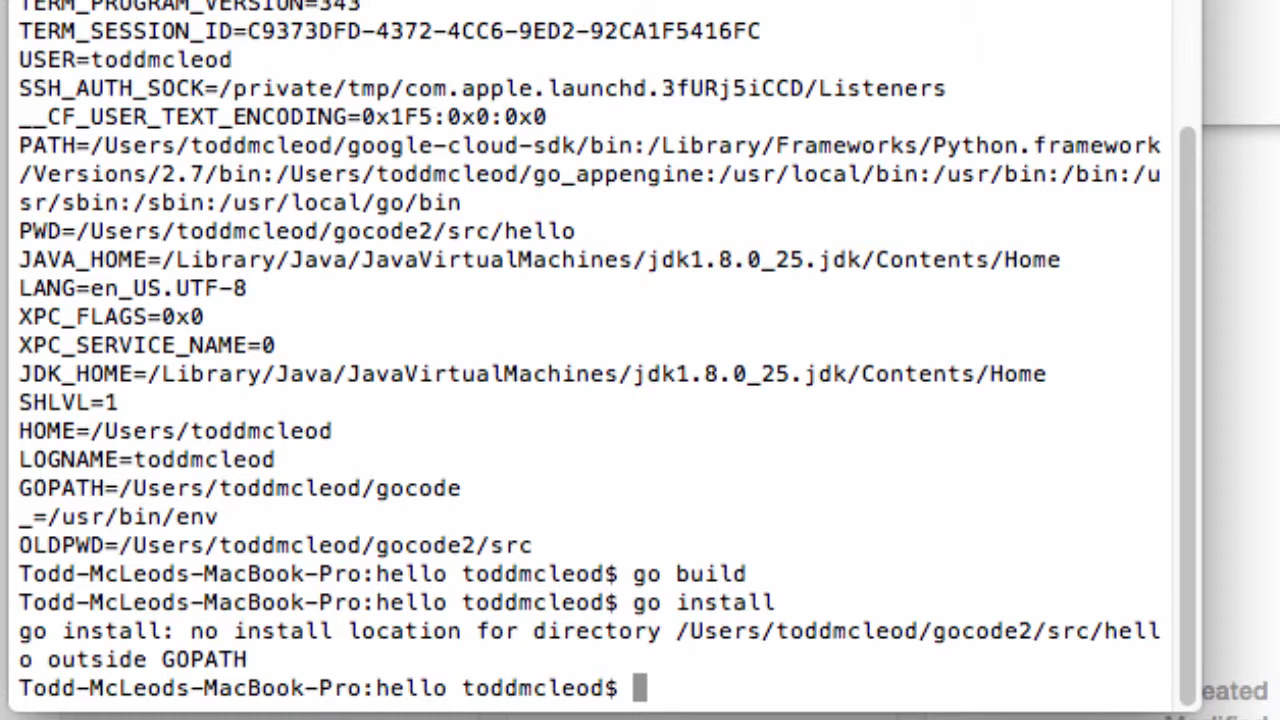 TERM_PROGRAM_VERSION=343
TERM_SESSION_ID=C9373DFD-4372-4CC6-9ED2-92CA1F5416FC
USER=toddmcleod
SSH_AUTH_SOCK=/private/tmp/com.apple.launchd.3fURj5iCCD/Listeners
__CF_USER_TEXT_ENCODING=0x1F5:0x0:0x0
PATH=/Users/toddmcleod/google-cloud-sdk/bin:/Library/Frameworks/Python.framework
/Versions/2.7/bin:/Users/toddmcleod/go_appengine:/usr/local/bin:/usr/bin:/bin:/u
sr/sbin:/sbin:/usr/local/go/bin
PWD=/Users/toddmcleod/gocode2/src/hello
JAVA_HOME=/Library/Java/JavaVirtualMachines/jdk1.8.0_25.jdk/Contents/Home
LANG=en_US.UTF-8
XPC_FLAGS=0x0
XPC_SERVICE_NAME=0
JDK_HOME=/Library/Java/JavaVirtualMachines/jdk1.8.0_25.jdk/Contents/Home
SHLVL=1
HOME=/Users/toddmcleod
LOGNAME=toddmcleod
GOPATH=/Users/toddmcleod/gocode
_=/usr/bin/env
OLDPWD=/Users/toddmcleod/gocode2/src
Todd-McLeods-MacBook-Pro:hello toddmcleod$ go build
Todd-McLeods-MacBook-Pro:hello toddmcleod$ go install
go install: no install location for directory /Users/toddmcleod/gocode2/src/hell
o outside GOPATH
Todd-McLeods-MacBook-Pro:hello toddmcleod$
eated